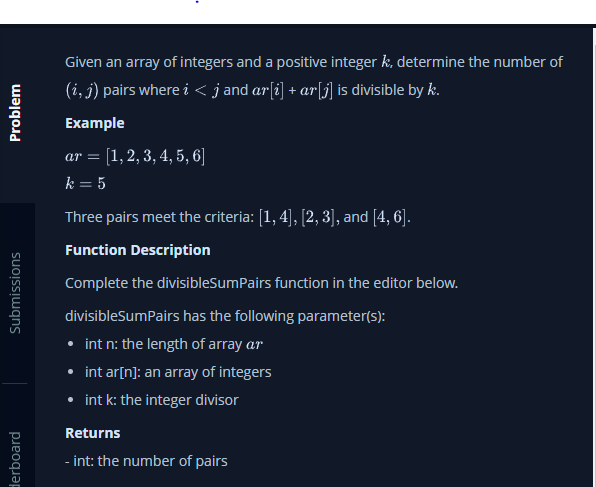 Problem
Submissions
derboard
Given an array of integers and a positive integer k, determine the number of
(i, j) pairs where i < j and ar[i] + ar[j] is divisible by k.
Example
ar = [1, 2, 3, 4, 5, 6]
k = 5
Three pairs meet the criteria: [1, 4], [2, 3], and [4, 6].
Function Description
Complete the divisibleSumPairs function in the editor below.
divisibleSumPairs has the following parameter(s):
• int n: the length of array ar
• int ar[n]: an array of integers
• int k: the integer divisor
Returns
- int: the number of pairs